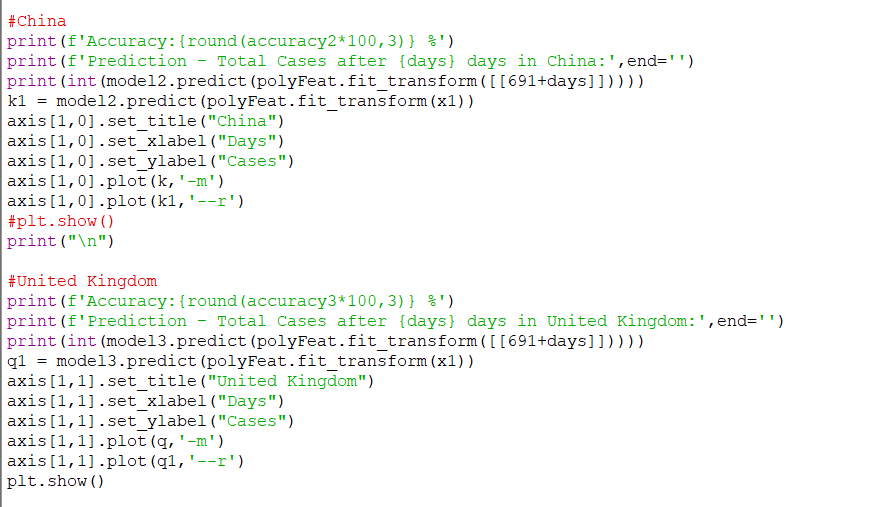 #China
print(f'Accuracy:{round(accuracy2*100,3)} %')
print(f'Prediction - Total Cases after {days} days in China:',end='')
print(int(model2.predict(polyFeat.fit_transform([[691+days]]))))
k1 = model2.predict(polyFeat.fit_transform(x1))
axis[1,0].set_title("China")
axis[1,0].set_xlabel("Days")
axis[1,0].set_ylabel("Cases")
axis[1,0].plot(k,'-m')
axis[1,0].plot(k1,'--r')
#plt.show()
print("\n")
#United Kingdom
print(f'Accuracy:{round(accuracy3*100,3)} %')
print(f'Prediction - Total Cases after {days} days in United Kingdom:',end='')
print(int(model3.predict(polyFeat.fit_transform([[691+days]]))))
q1 = model3.predict(polyFeat.fit_transform(x1))
axis[1,1].set_title("United Kingdom")
axis[1,1].set_xlabel("Days")
axis[1,1].set_ylabel("Cases")
axis[1,1].plot(q,'-m')
axis[1,1].plot(q1,'--r')
plt.show()